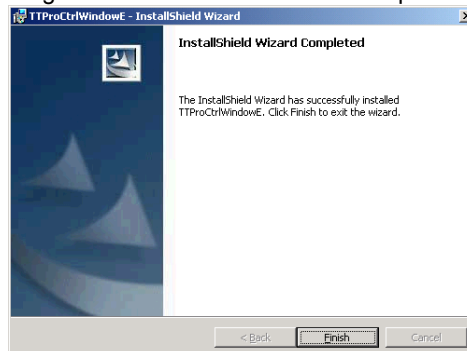 TTProCtrlWindowE - InstallShield Wizard
InstallShield Wizard Completed
The InstallShield Wizard has successfully installed
TTProCtrlWindowE. Click Finish to exit the wizard.
< Back
Finish
Cancel